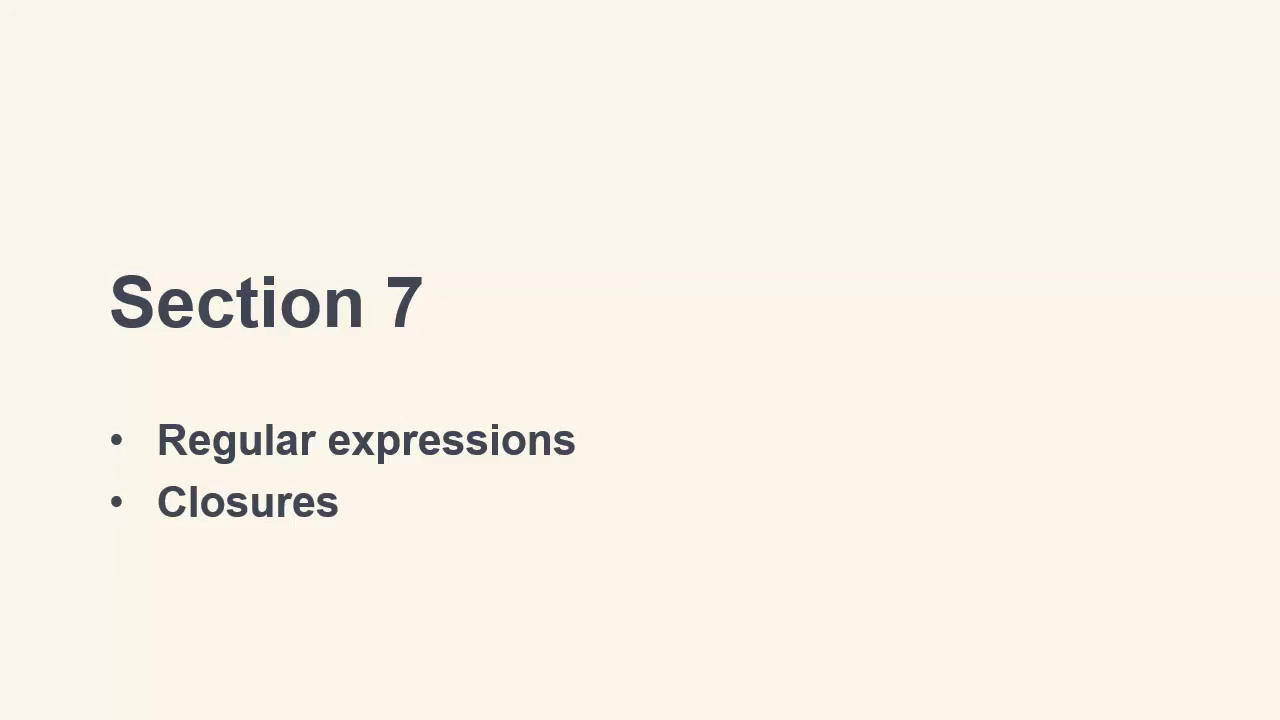 Section 7
• Regular expressions
• Closures